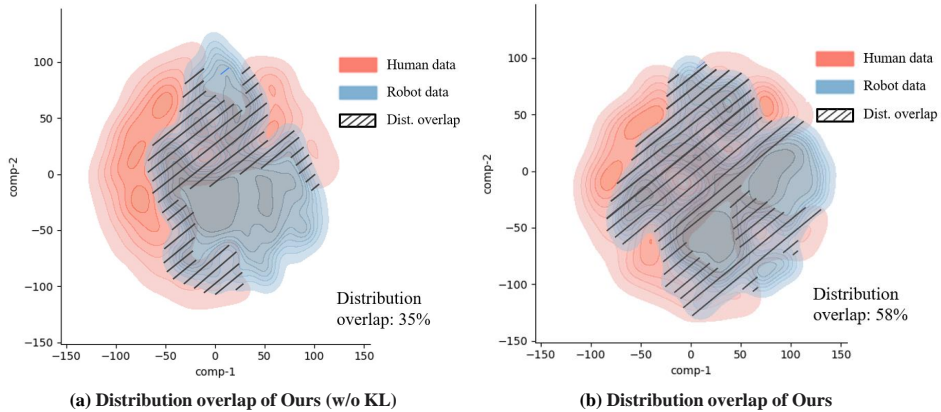 100
50
0
−50
−100
−150
comp-2
−150 −100 −50 0 50 100 150
comp-1
Human data
Robot data
Dist. overlap
Distribution
overlap: 35%
(a) Distribution overlap of Ours (w/o KL)
100
50
0
−50
−100
−150
comp-2
−150 −100 −50 0 50 100 150
comp-1
Human data
Robot data
Dist. overlap
Distribution
overlap: 58%
(b) Distribution overlap of Ours